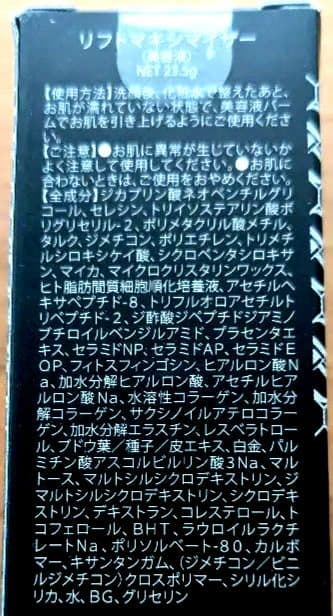 リフトマキシマイザー
(美容液)
NET 23.5g
【使用方法】洗顔後、化粧水で整えたあと、
お肌が濡れていない状態で、美容液バー
ムでお肌を引き上げるようにご使用くださ
い。
【ご注意】●お肌に異常が生じていないか
よく注意して使用してください。●お肌に
合わないときは、ご使用をおやめください。
【全成分】ジカプリン酸ネオペンチルグリ
コール、セレシン、トリイソステアリン酸ポ
リグリセリル-2、ポリメタクリル酸メチル、
タルク、ジメチコン、ポリエチレン、トリメチ
ルシロキシケイ酸、シクロペンタシロキサ
ン、マイカ、マイクロクリスタリンワックス、
ヒト脂肪間質細胞順化培養液、アセチルヘ
キサペプチド-8、トリフルオロアセチルト
リペプチド-2、ジ酢酸ジペプチドジアミノ
ブチロイルベンジルアミド、プラセンタエ
キス、セラミドNP、セラミドAP、セラミドE
OP、フィトスフィンゴシン、ヒアルロン酸N
a、加水分解ヒアルロン酸、アセチルヒア
ルロン酸Na、水溶性コラーゲン、加水分
解コラーゲン、サクシノイルアテロコラー
ゲン、加水分解エラスチン、レスベラトロ
ール、ブドウ葉/種子/皮エキス、白金、パル
ミチン酸アスコルビルリン酸3Na、マルト
ース、マルトシルシクロデキストリン、ジ
マルトシルシクロデキストリン、シクロデキ
ストリン、デキストラン、コレステロール、ト
コフェロール、BHT、ラウロイルラクチ
レートNa、ポリソルベート-80、カルボ
マー、キサンタンガム、(ジメチコン/ビニ
ルジメチコン)クロスポリマー、シリル化シ
リカ、水、BG、グリセリン